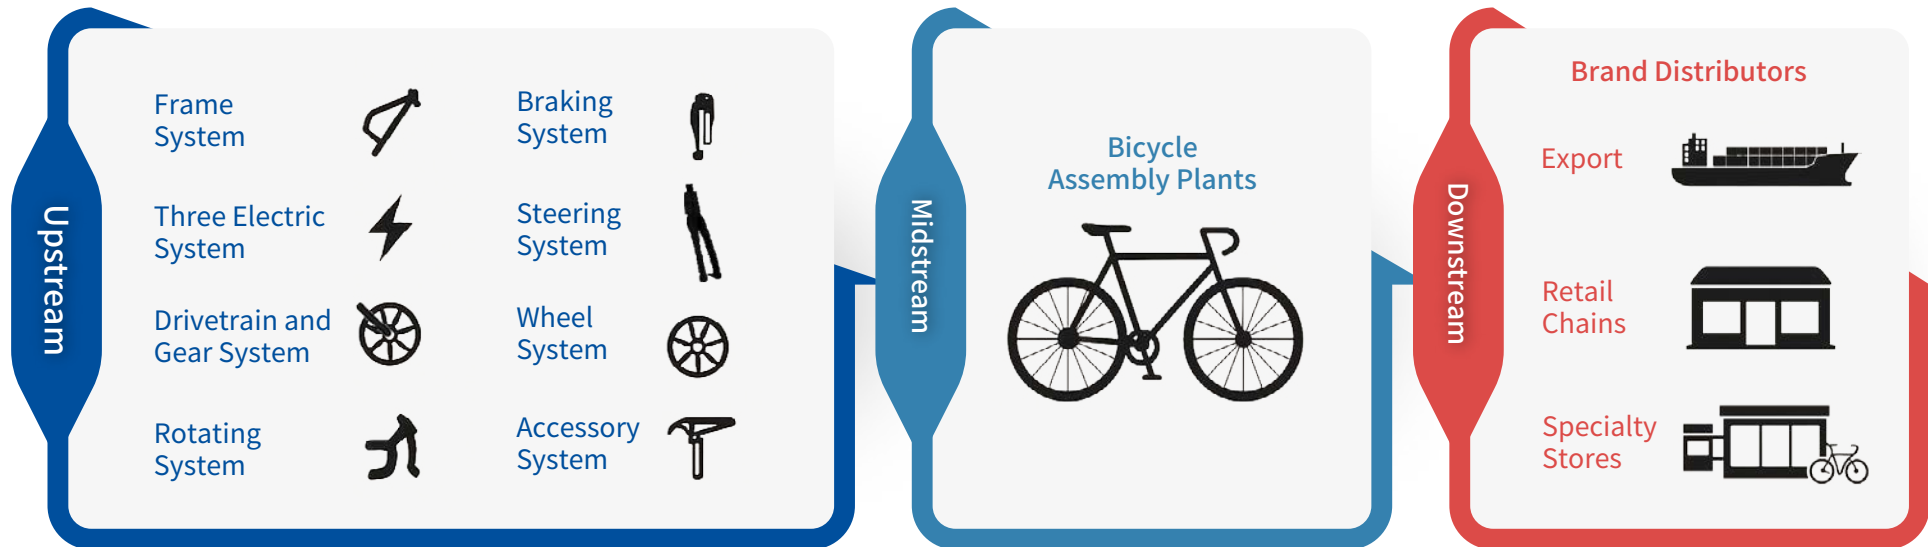 Upstream
Frame
System
Three Electric
System
Drivetrain and
Gear System
Rotating
System
Braking
System
Steering
System
Wheel
System
Accessory
System
Midstream
Bicycle
Assembly Plants
Downstream
Brand Distributors
Export
Retail
Chains
Specialty
Stores